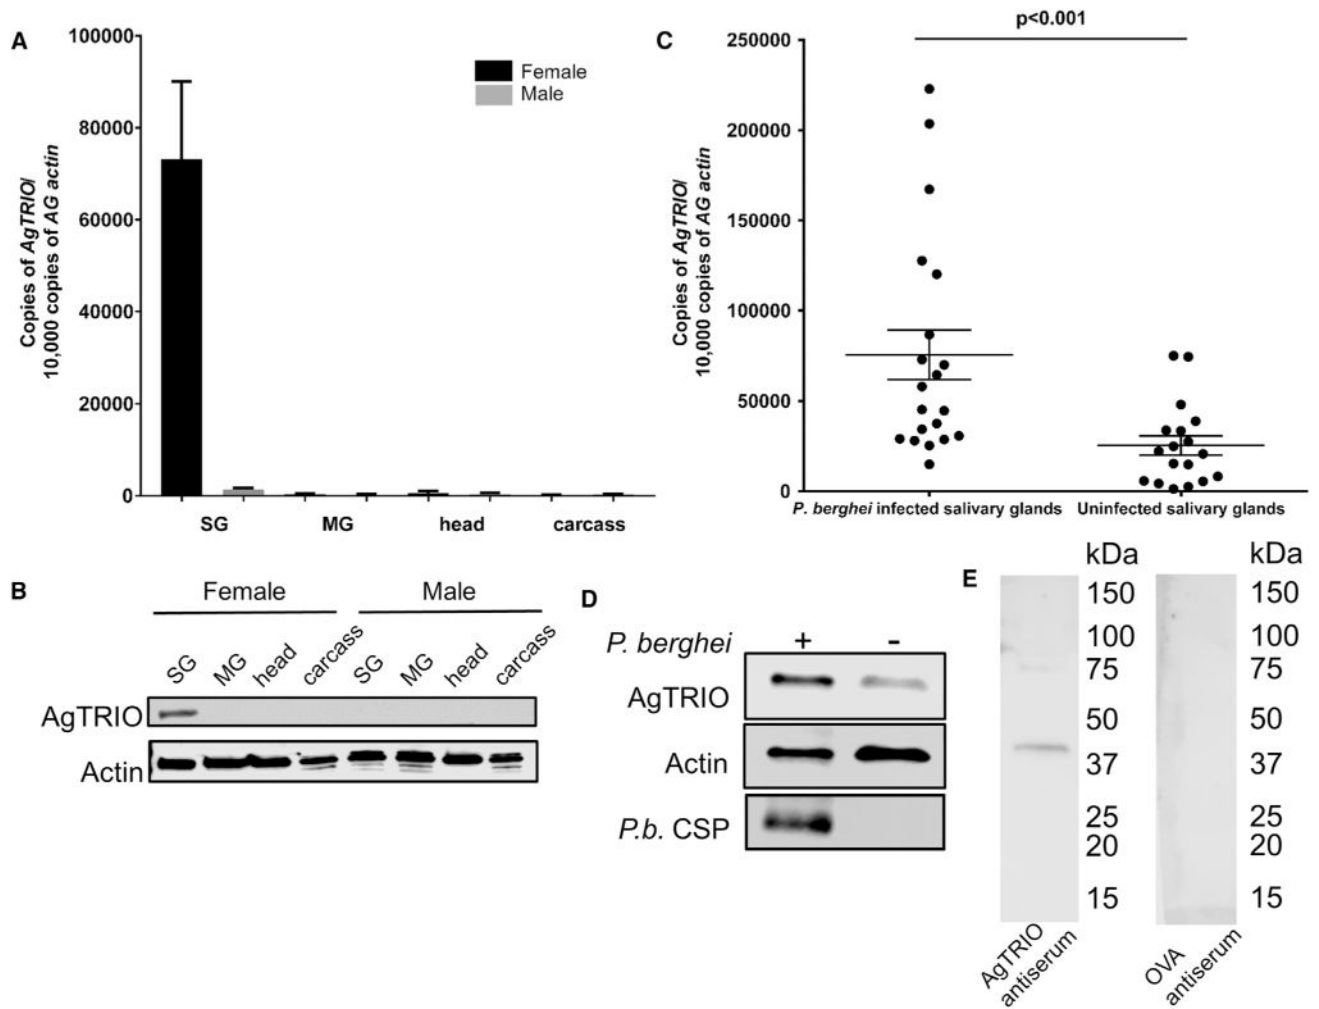 A
100000
80000
60000
40000
20000
0
Copies of AgTRIO/
10,000 copies of AG actin
Female
Male
SG MG head carcass
C
p<0.001
250000
200000
150000
100000
50000
0
Copies of AgTRIO/
10,000 copies of AG actin
P. berghei infected salivary glands Uninfected salivary glands
B
Female Male
SG MG head carcass SG MG head carcass
AgTRIO
Actin
D
P. berghei + -
AgTRIO
Actin
P.b. CSP
E
kDa kDa
150 150
100 100
75 75
50 50
37 37
25 25
20 20
15 15
AgTRIO
antiserum
OVA
antiserum